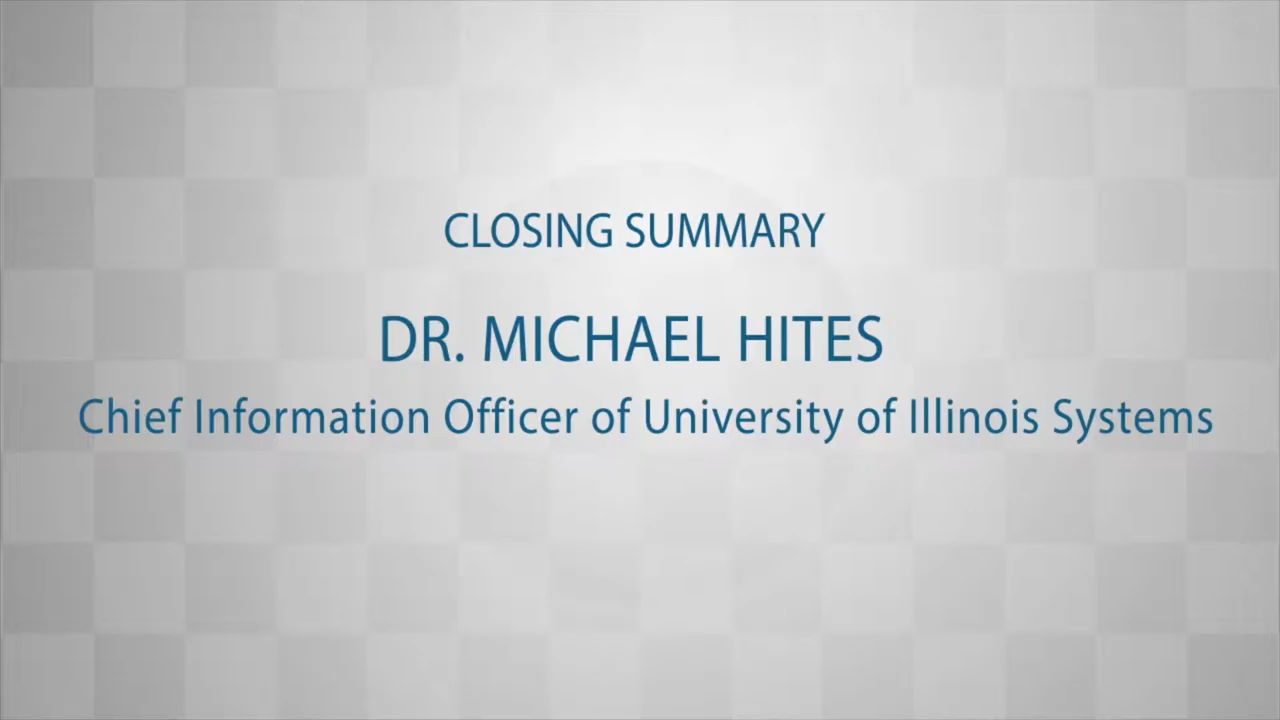 CLOSING SUMMARY
DR. MICHAEL HITES
Chief Information Officer of University of Illinois Systems